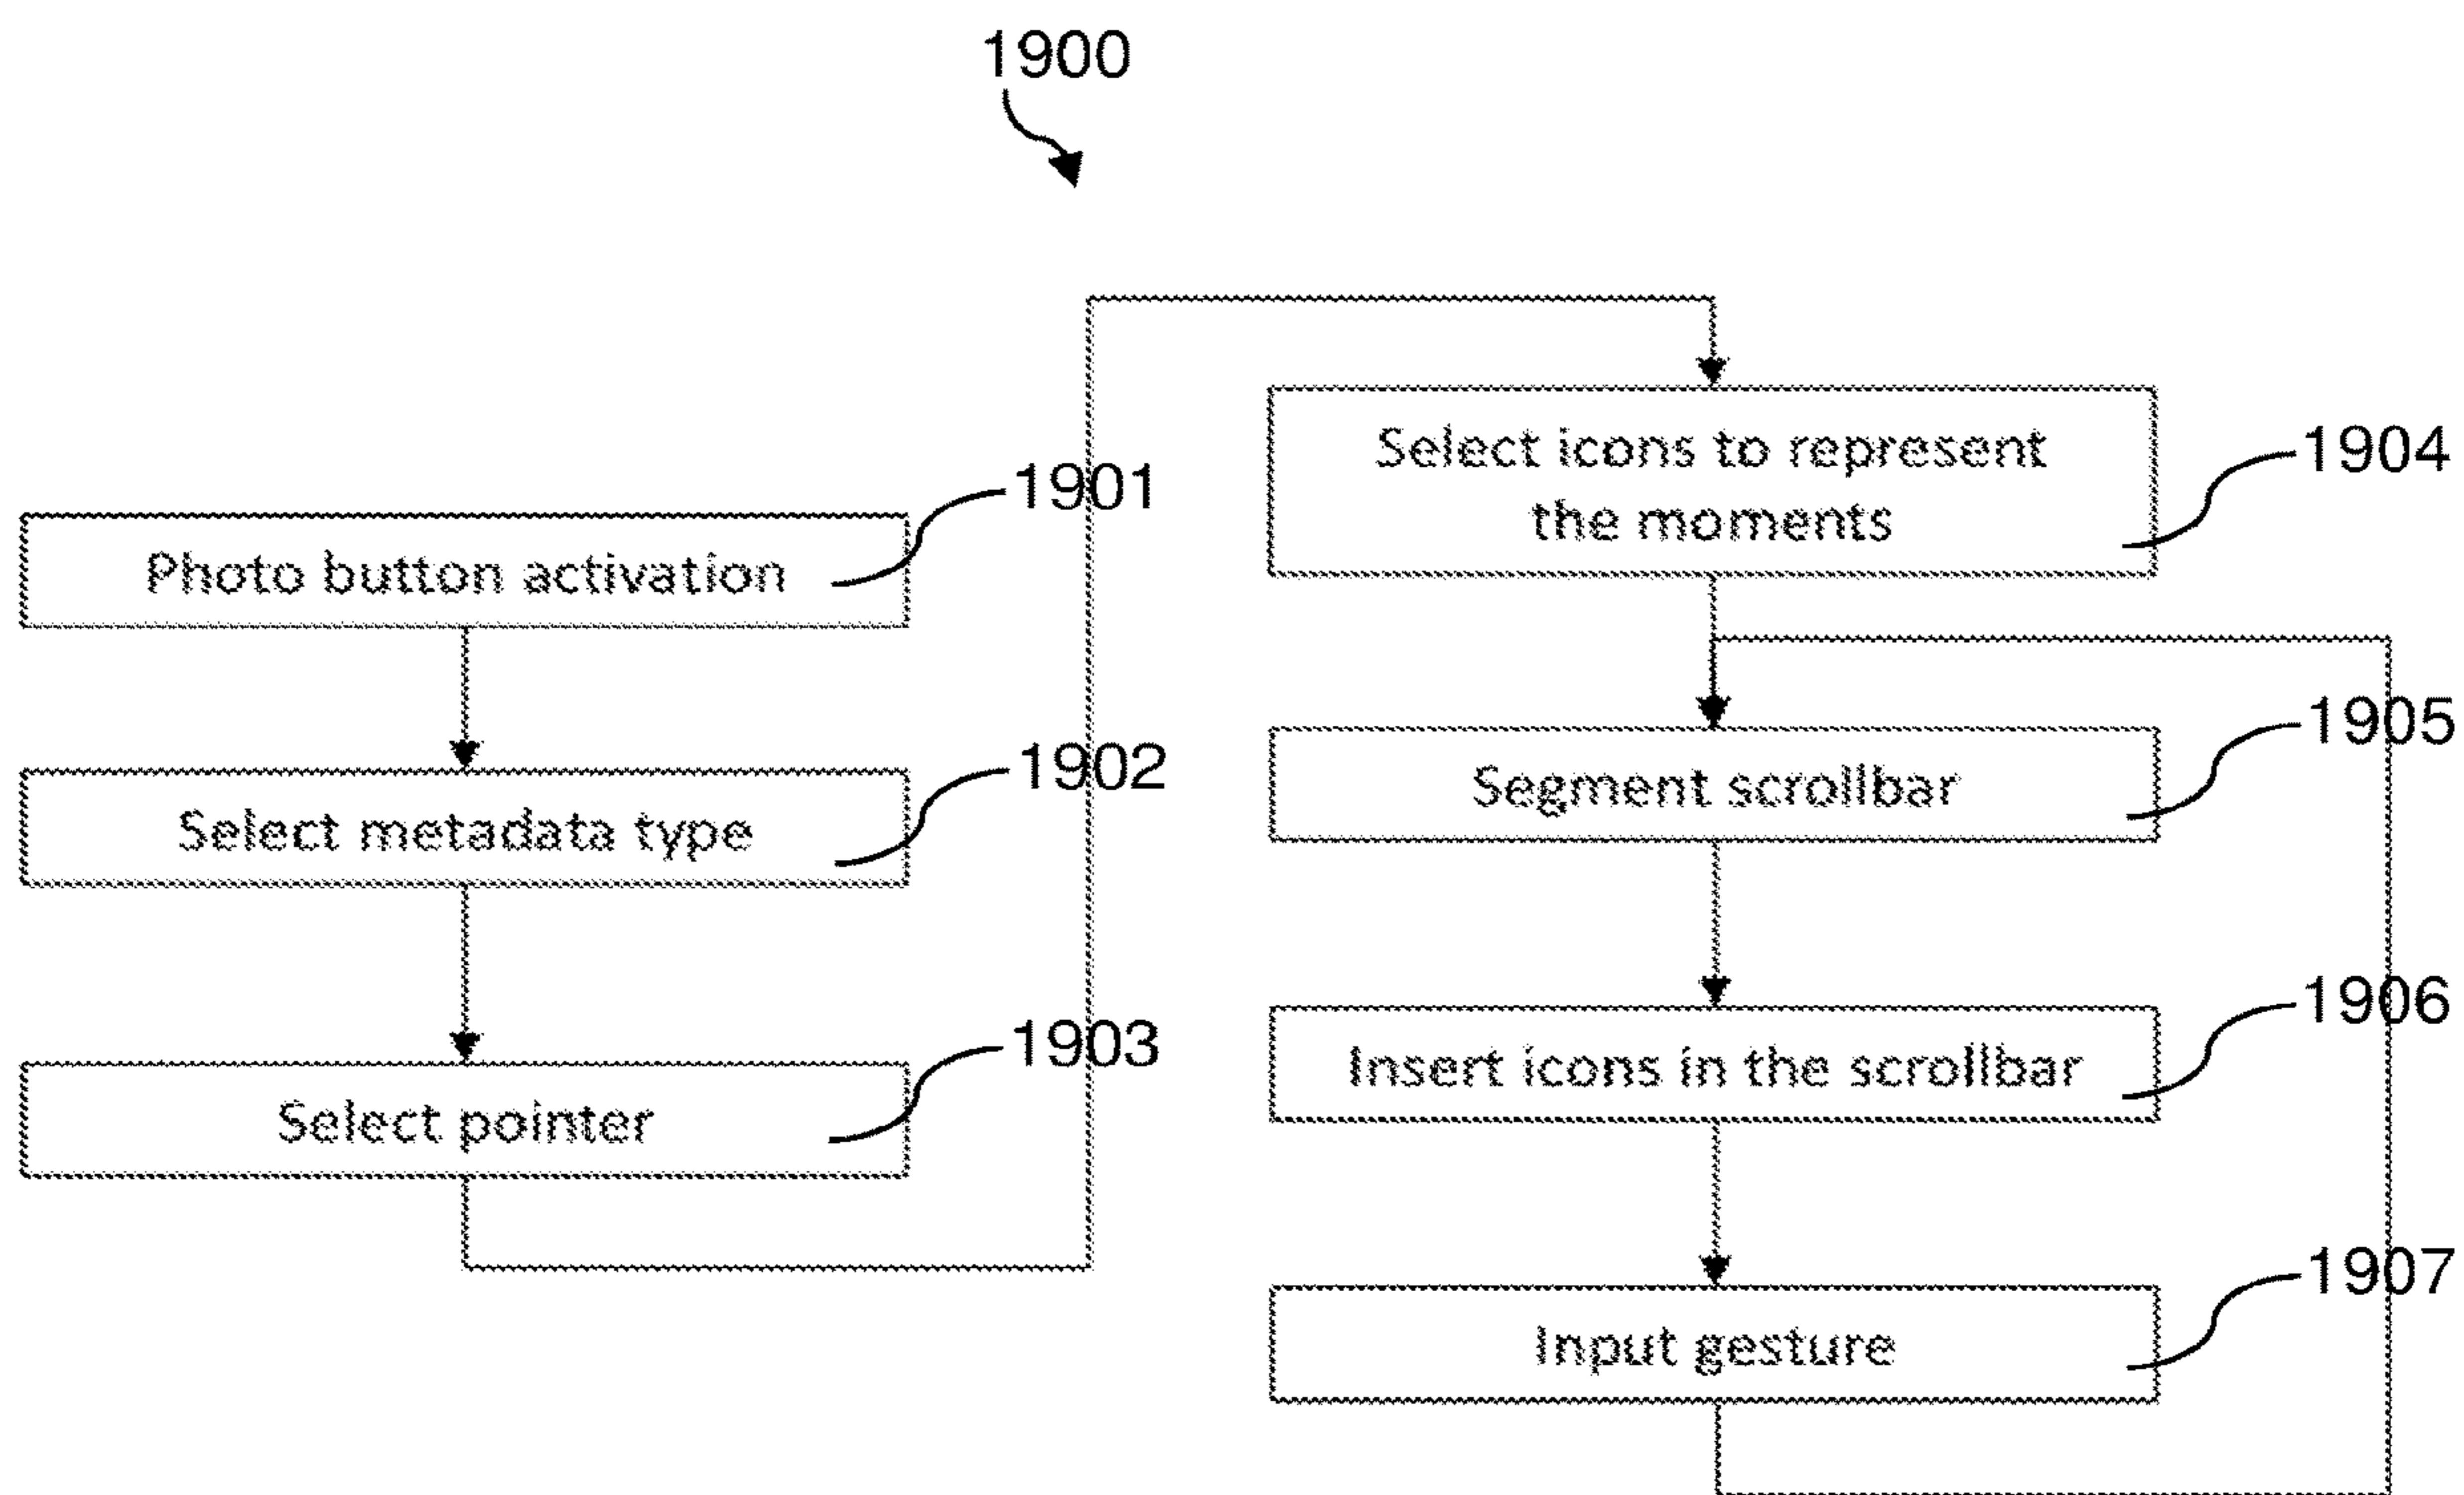 1900
Photo button activation
1901
Select metadata type
1902
Select pointer
1903
Select icons to represent
the moments
1904
Segment scrollbar
1905
Insert icons in the scrollbar
1906
Input gesture
1907